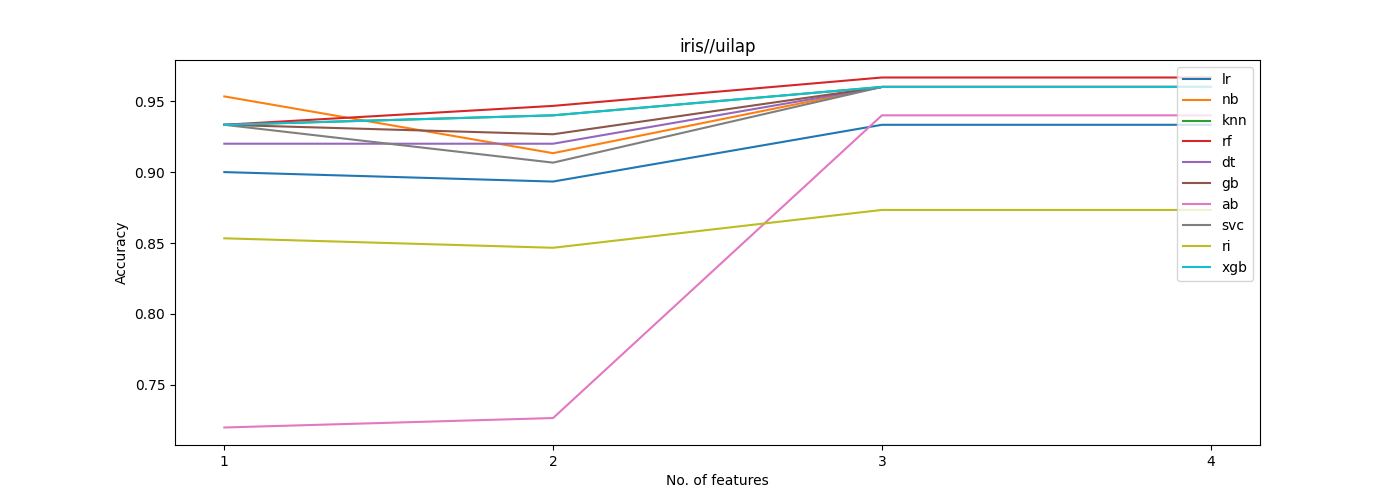 iris//uilap
Accuracy
0.95
0.90
0.85
0.80
0.75
1 2 3 4
No. of features
lr
nb
knn
rf
dt
gb
ab
svc
ri
xgb